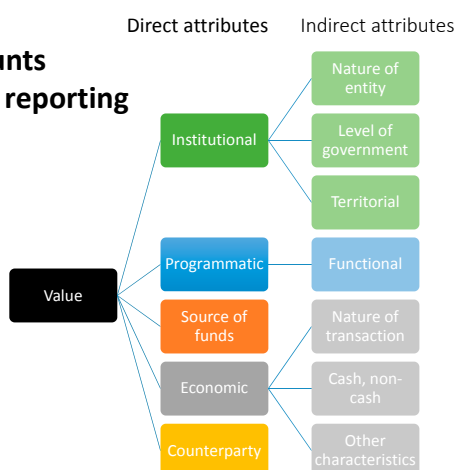 Direct attributes
Indirect attributes
reporting
Nature of
entity
Institutional
Level of
government
Territorial
Value
Programmatic
Functional
Source of
funds
Nature of
transaction
Economic
Cash, non-
cash
Counterparty
Other
characteristics